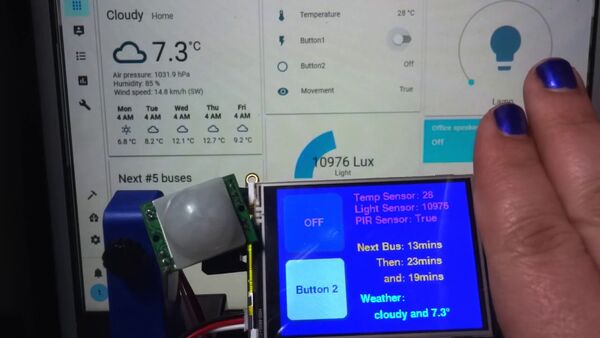 Cloudy Home
7.3°C
Air pressure: 1031.9 hPa
Humidity: 85 %
Wind speed: 14.8 km/h (SW)
Mon Tue Wed Thu Fri
4 AM 4 AM 4 AM 4 AM 4 AM
6.8 °C 8.2 °C 12.1 °C 12.7 °C 9.2 °C
Next #5 buses
Temperature 28 °C
Button1
Button2 Off
Movement True
10976 Lux
Light
Lamp
Office speaker
Off
OFF
Button 2
Temp Sensor: 28
Light Sensor: 10976
PIR Sensor: True
Next Bus: 13mins
Then: 23mins
and: 19mins
Weather:
cloudy and 7.3°